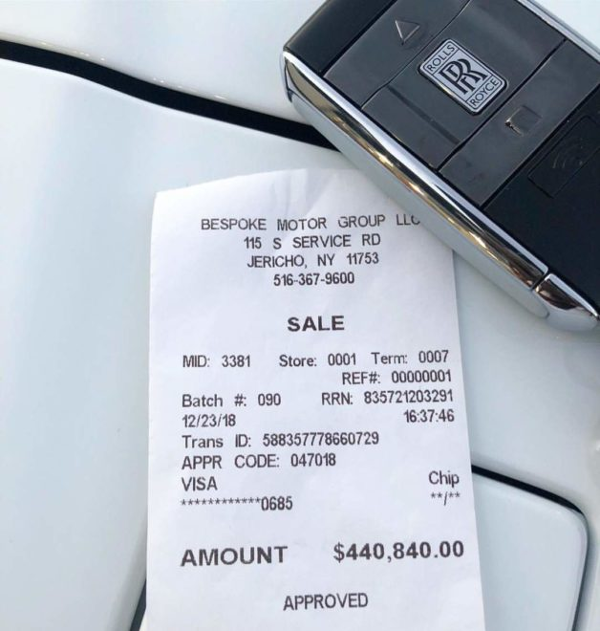 ROLLS
RR
ROYCE
BESPOKE MOTOR GROUP LLC
115 S SERVICE RD
JERICHO, NY 11753
516-367-9600
SALE
MID: 3381 Store: 0001 Term: 0007
REF#: 00000001
Batch #: 090 RRN: 835721203291
12/23/18 16:37:46
Trans ID: 588357778660729
APPR CODE: 047018
VISA Chip
************0685 **/**
AMOUNT $440,840.00
APPROVED